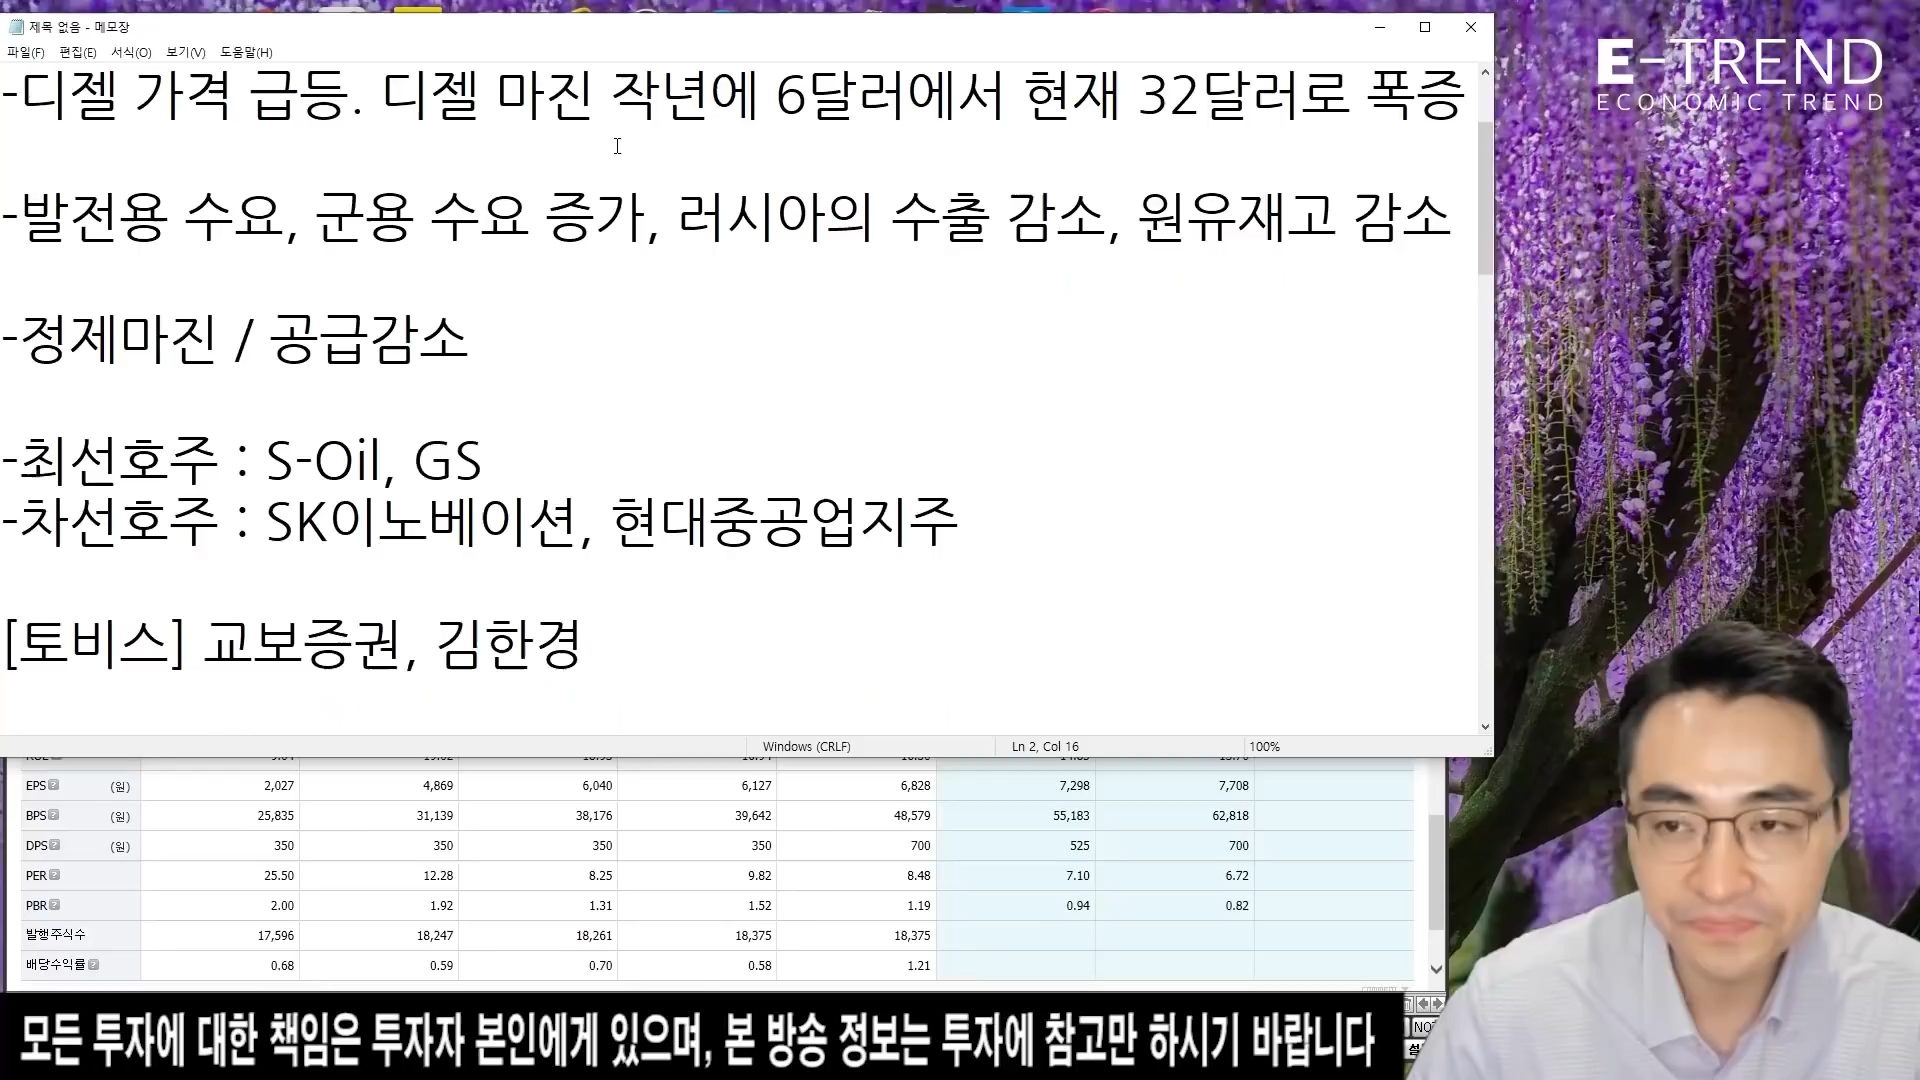 제목 없음 - 메모장
파일(F) 편집(E) 서식(O) 보기(V) 도움말(H)
E-TREND
ECONOMIC TREND
-디젤 가격 급등. 디젤 마진 작년에 6달러에서 현재 32달러로 폭증
-발전용 수요, 군용 수요 증가, 러시아의 수출 감소, 원유재고 감소
-정제마진 / 공급감소
-최선호주 : S-Oil, GS
-차선호주 : SK이노베이션, 현대중공업지주
[토비스] 교보증권, 김한경
Windows (CRLF) Ln 2, Col 16 100%
EPS (원) 2,027 4,869 6,040 6,127 6,828 7,298 7,708
BPS (원) 25,835 31,139 38,176 39,642 48,579 55,183 62,818
DPS (원) 350 350 350 350 700 525 700
PER 25.50 12.28 8.25 9.82 8.48 7.10 6.72
PBR 2.00 1.92 1.31 1.52 1.19 0.94 0.82
발행주식수 17,596 18,247 18,261 18,375 18,375
배당수익률 0.68 0.59 0.70 0.58 1.21
모든 투자에 대한 책임은 투자자 본인에게 있으며, 본 방송 정보는 투자에 참고만 하시기 바랍니다